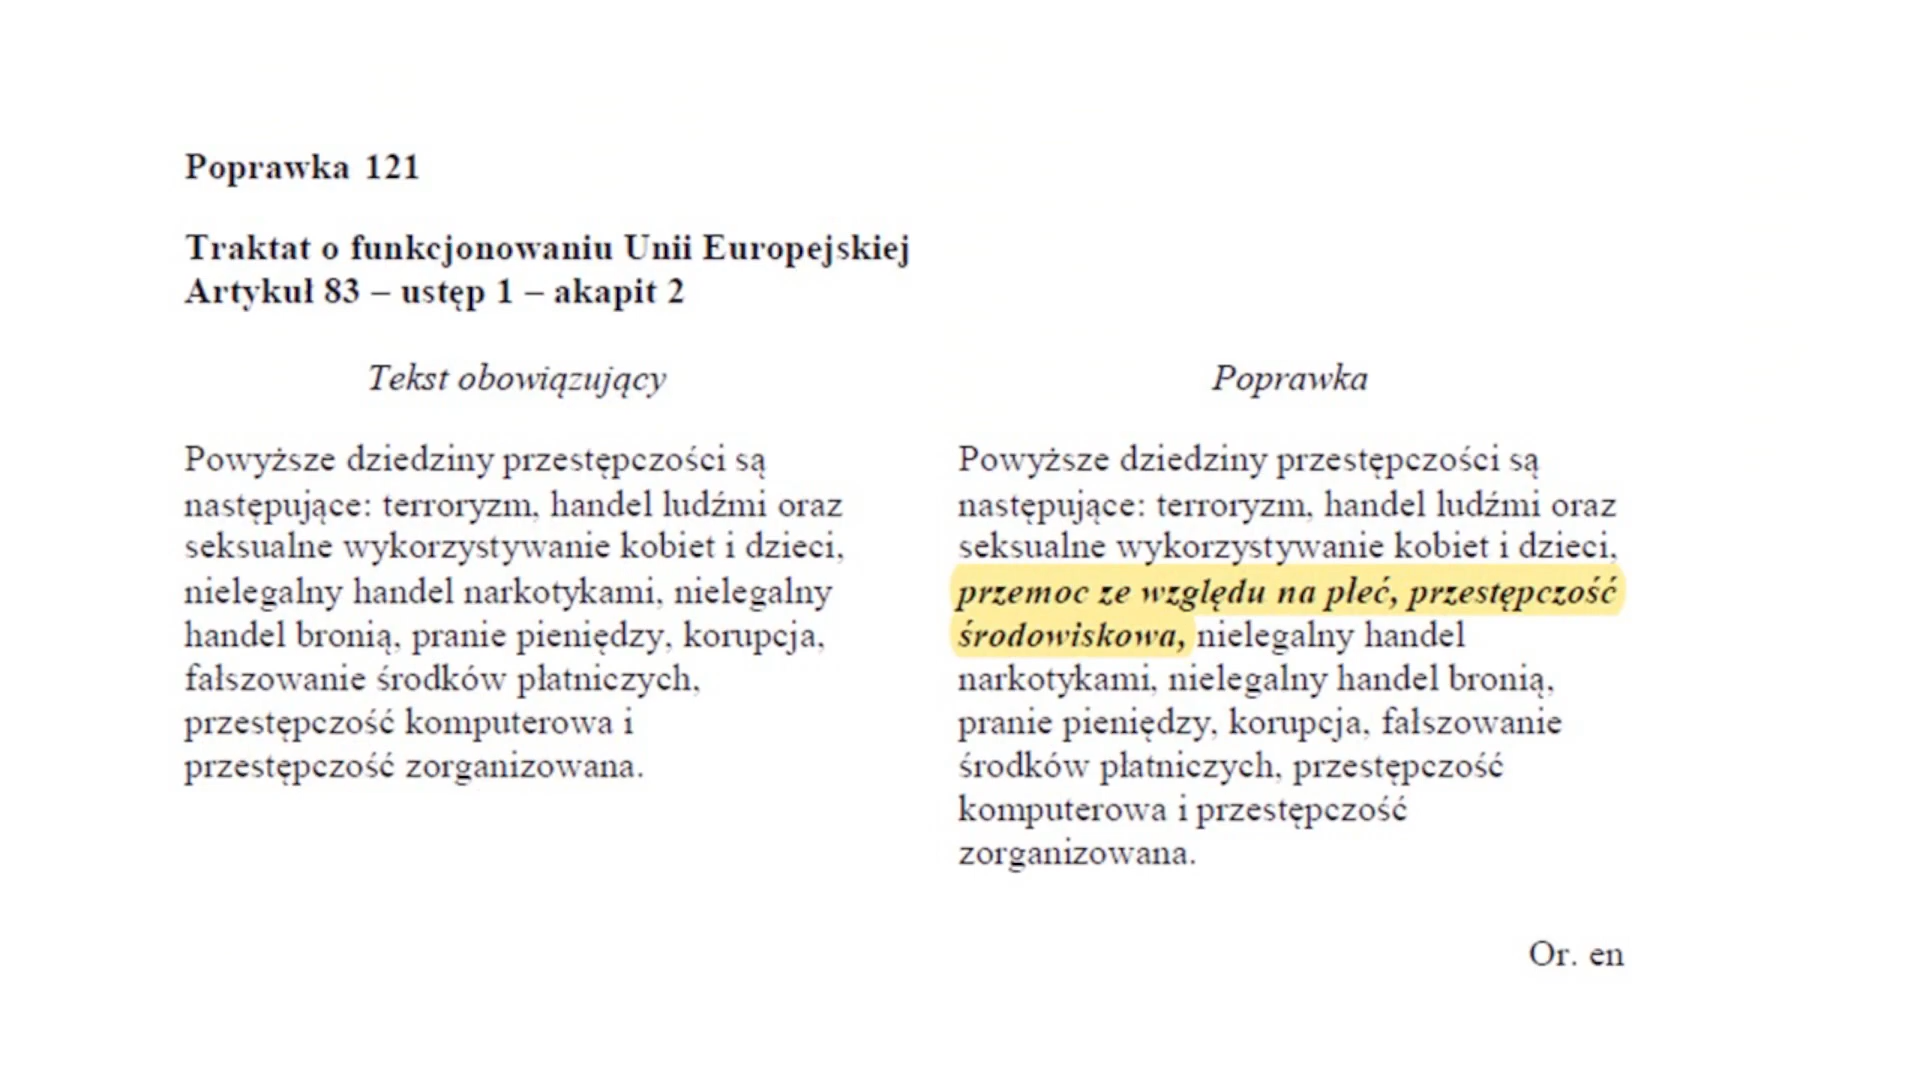 Poprawka 121
Traktat o funkcjonowaniu Unii Europejskiej
Artykuł 83 – ustęp 1 – akapit 2
Tekst obowiązujący
Powyższe dziedziny przestępczości są
następujące: terroryzm, handel ludźmi oraz
seksualne wykorzystywanie kobiet i dzieci,
nielegalny handel narkotykami, nielegalny
handel bronią, pranie pieniędzy, korupcja,
fałszowanie środków płatniczych,
przestępczość komputerowa i
przestępczość zorganizowana.
Poprawka
Powyższe dziedziny przestępczości są
następujące: terroryzm, handel ludźmi oraz
seksualne wykorzystywanie kobiet i dzieci,
przemoc ze względu na płeć, przestępczość
środowiskowa, nielegalny handel
narkotykami, nielegalny handel bronią,
pranie pieniędzy, korupcja, fałszowanie
środków płatniczych, przestępczość
komputerowa i przestępczość
zorganizowana.
Or. en